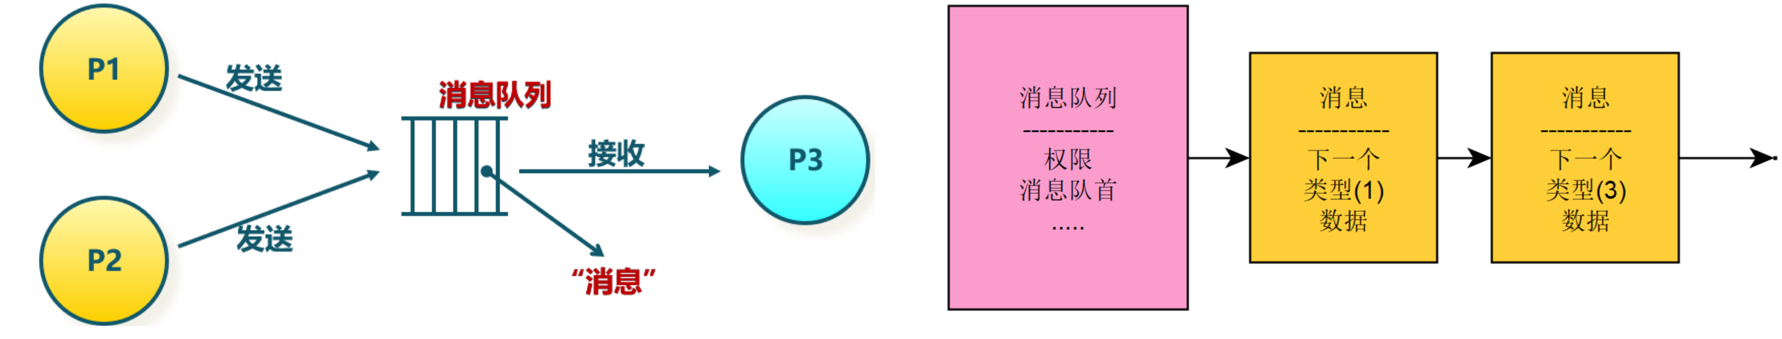 P1
发送
消息队列
接收
P3
P2
发送
“消息”
消息队列
-----------
权限
消息队首
.....
消息
-----------
下一个
类型(1)
数据
消息
-----------
下一个
类型(3)
数据